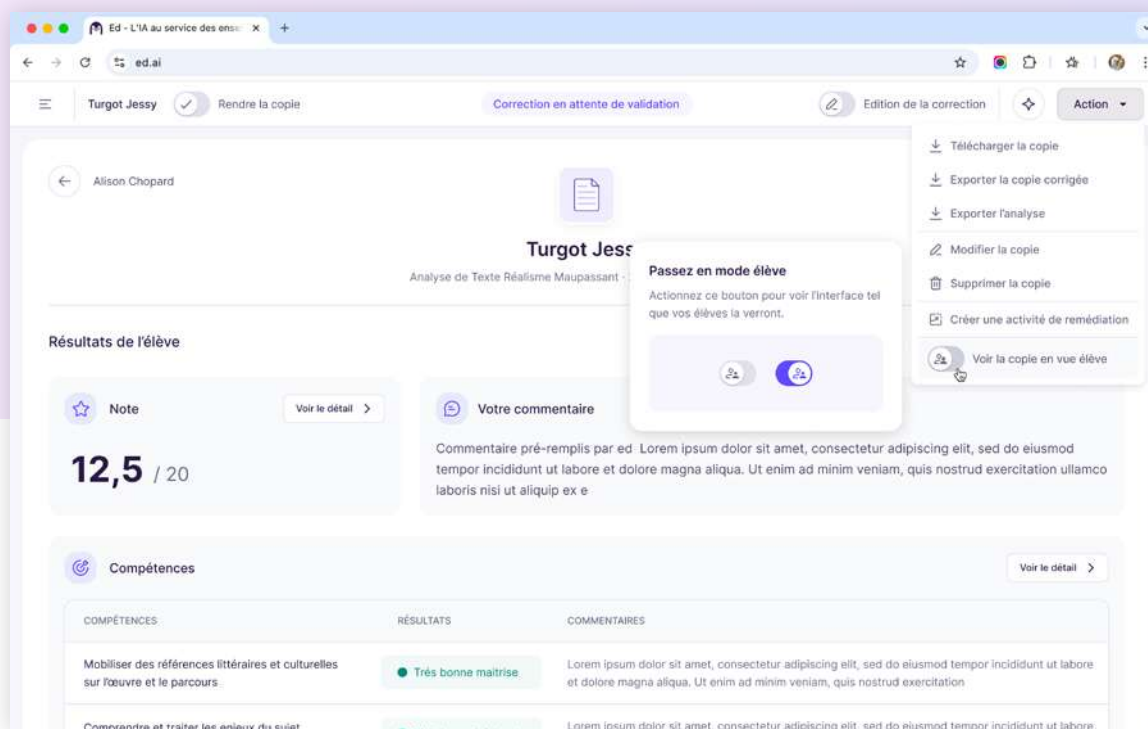 Ed - L'IA au service des ense
ed.ai
Turgot Jessy
Rendre la copie
Correction en attente de validation
Edition de la correction
Action
Télécharger la copie
Exporter la copie corrigée
Exporter l'analyse
Modifier la copie
Supprimer la copie
Créer une activité de remédiation
Voir la copie en vue élève
Alison Chopard
Turgot Jess
Analyse de Texte Réalisme Maupassant -
Passez en mode élève
Actionnez ce bouton pour voir l'interface tel
que vos élèves la verront.
Résultats de l'élève
Note
Voir le détail
12,5 / 20
Votre commentaire
Commentaire pré-remplis par ed Lorem ipsum dolor sit amet, consectetur adipiscing elit, sed do eiusmod
tempor incididunt ut labore et dolore magna aliqua. Ut enim ad minim veniam, quis nostrud exercitation ullamco
laboris nisi ut aliquip ex e
Compétences
Voir le détail
COMPÉTENCES
RÉSULTATS
COMMENTAIRES
Mobiliser des références littéraires et culturelles
sur l'œuvre et le parcours
Trés bonne maitrise
Lorem ipsum dolor sit amet, consectetur adipiscing elit, sed do eiusmod tempor incididunt ut labore
et dolore magna aliqua. Ut enim ad minim veniam, quis nostrud exercitation
Comprendre et traiter les enjeux du sujet
Lorem ipsum dolor sit amet, consectetur adipiscing elit, sed do eiusmod tempor incididunt ut labore